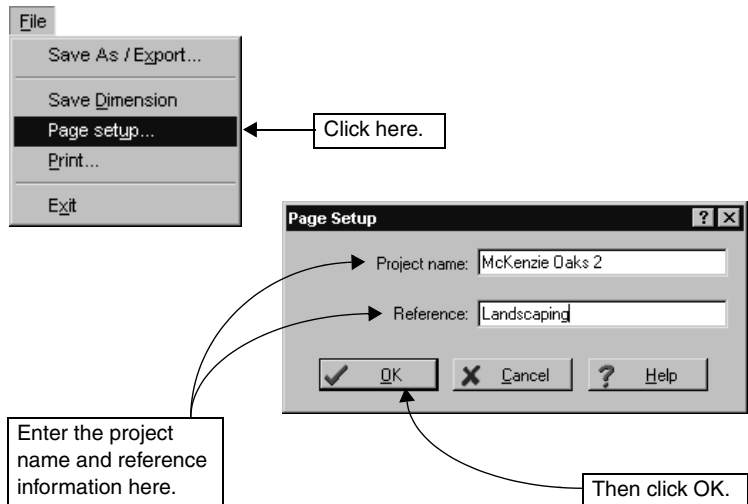 File
Save As / Export...
Save Dimension
Page setup...
Click here.
Print...
Exit
Page Setup
? X
Project name: McKenzie Oaks 2
Reference: Landscaping
OK Cancel ? Help
Enter the project
name and reference
information here.
Then click OK.